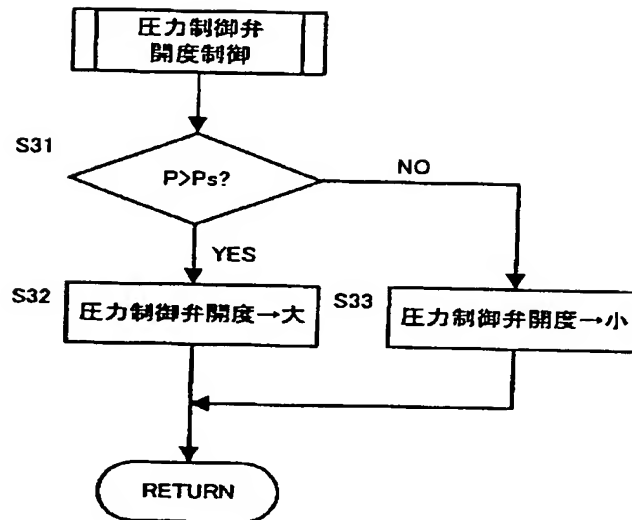 圧力制御弁
開度制御
S31
P>Ps?
NO
YES
S32
圧力制御弁開度→大
S33
圧力制御弁開度→小
RETURN